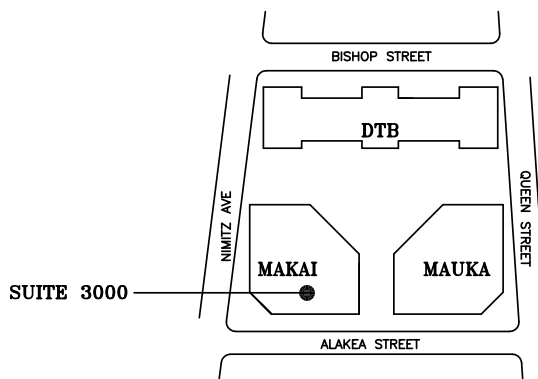 BISHOP STREET
DTB
NIMITZ AVE
QUEEN STREET
MAKAI
MAUKA
SUITE 3000
ALAKEA STREET